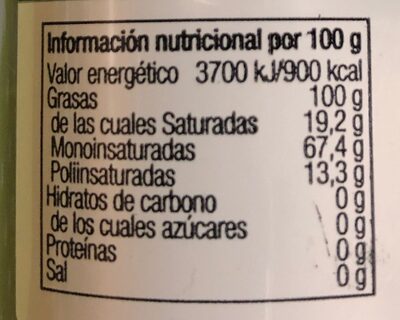 Información nutricional por 100 g
Valor energético 3700 kJ/900 kcal
Grasas 100 g
de las cuales Saturadas 19,2 g
Monoinsaturadas 67,4 g
Poliinsaturadas 13,3 g
Hidratos de carbono 0 g
de los cuales azúcares 0 g
Proteínas 0 g
Sal 0 g